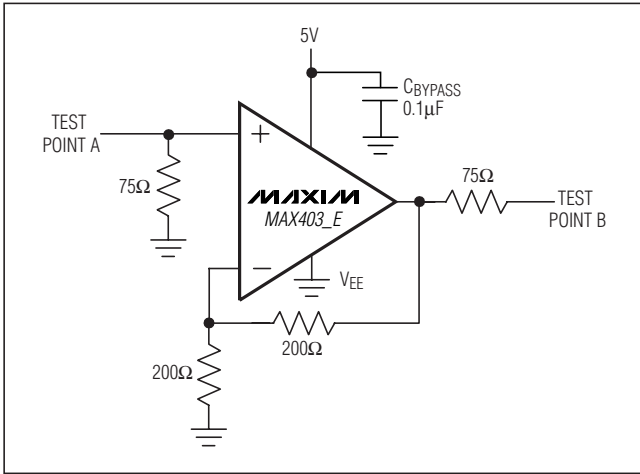 5V
CBYPASS
0.1µF
TEST
POINT A
+
75Ω
75Ω
TEST
POINT B
MAXIM
MAX403_E
−
VEE
200Ω
200Ω